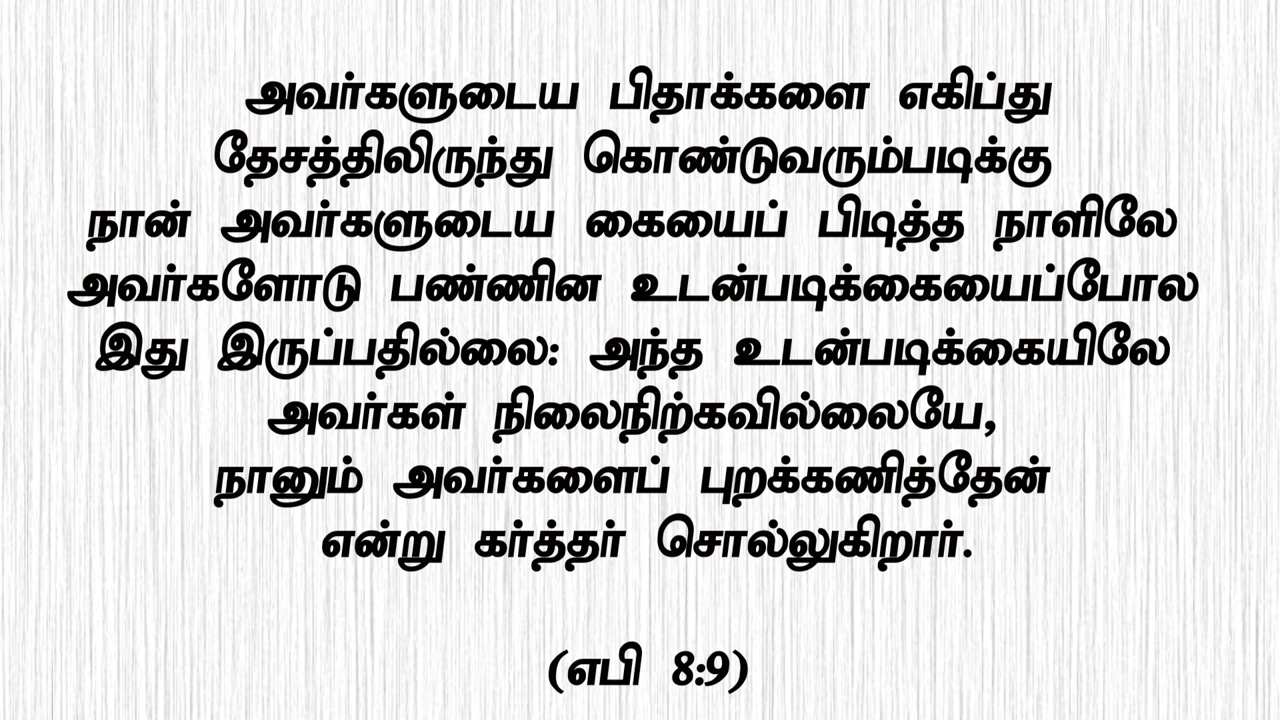 அவர்களுடைய பிதாக்களை எகிப்து
தேசத்திலிருந்து கொண்டுவரும்படிக்கு
நான் அவர்களுடைய கையைப் பிடித்த நாளிலே
அவர்களோடு பண்ணின உடன்படிக்கையைப்போல
இது இருப்பதில்லை: அந்த உடன்படிக்கையிலே
அவர்கள் நிலைநிற்கவில்லையே,
நானும் அவர்களைப் புறக்கணித்தேன்
என்று கர்த்தர் சொல்லுகிறார்.
(எபி 8:9)